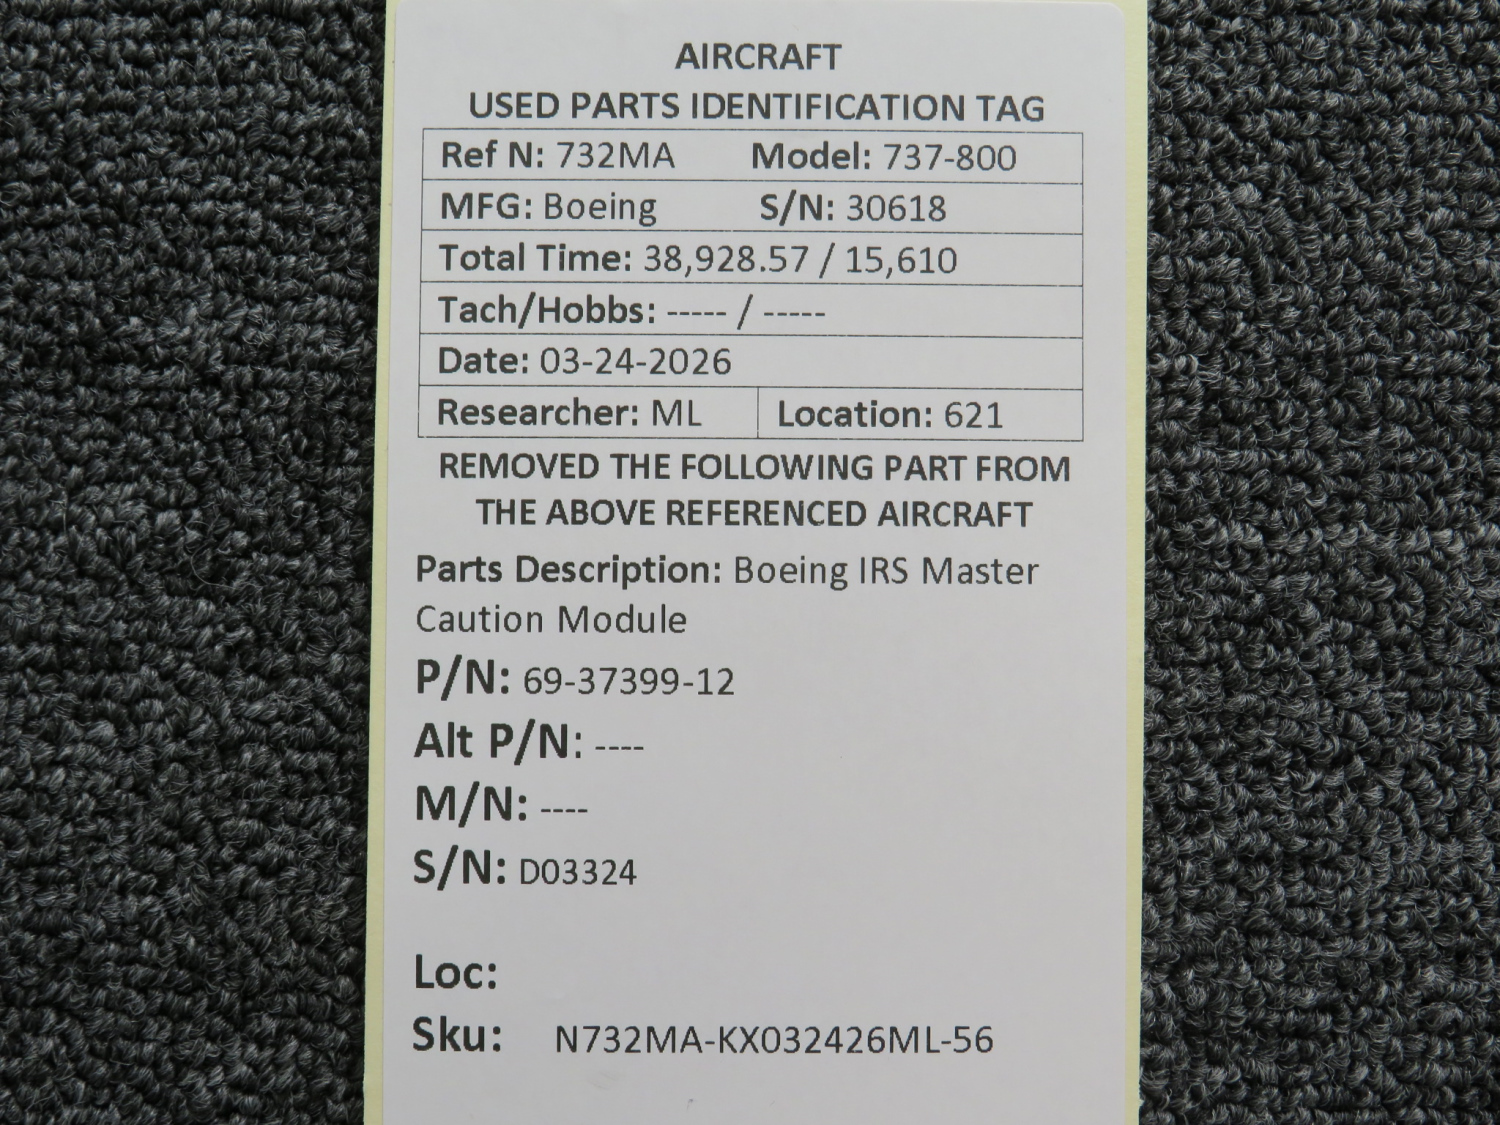 AIRCRAFT
USED PARTS IDENTIFICATION TAG
Ref N: 732MA Model: 737-800
MFG: Boeing S/N: 30618
Total Time: 38,928.57 / 15,610
Tach/Hobbs: ----- / -----
Date: 03-24-2026
Researcher: ML Location: 621
REMOVED THE FOLLOWING PART FROM
THE ABOVE REFERENCED AIRCRAFT
Parts Description: Boeing IRS Master
Caution Module
P/N: 69-37399-12
Alt P/N: ----
M/N: ----
S/N: D03324
Loc:
Sku: N732MA-KX032426ML-56